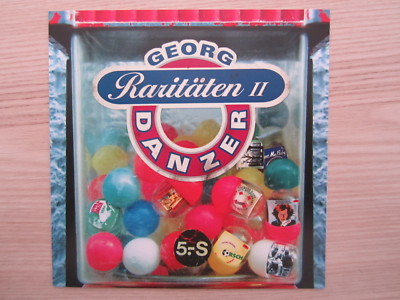 GEORG
Raritäten II
DANZER
5.-S